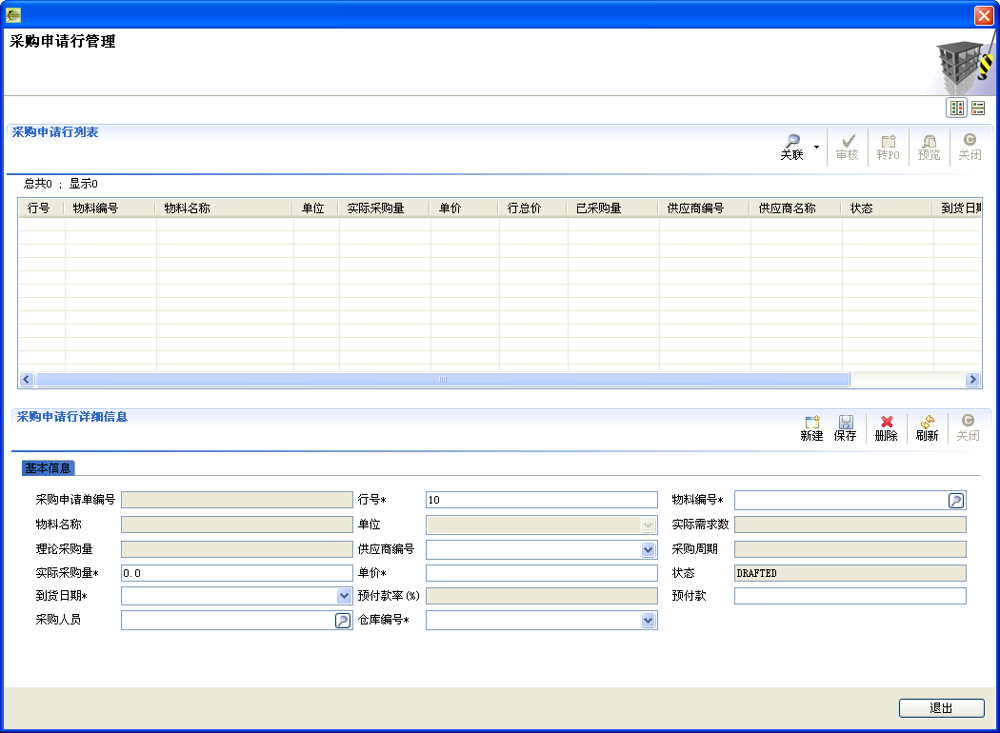 采购申请行管理
采购申请行列表
关联 审核 转PO 预览 关闭
总共0 ; 显示0
行号 物料编号 物料名称 单位 实际采购量 单价 行总价 已采购量 供应商编号 供应商名称 状态 到货日期
采购申请行详细信息
新建 保存 删除 刷新 关闭
基本信息
采购申请单编号 行号* 10 物料编号*
物料名称 单位 实际需求数
理论采购量 供应商编号 采购周期
实际采购量* 0.0 单价* 状态 DRAFTED
到货日期* 预付款率(%) 预付款
采购人员 仓库编号*
退出